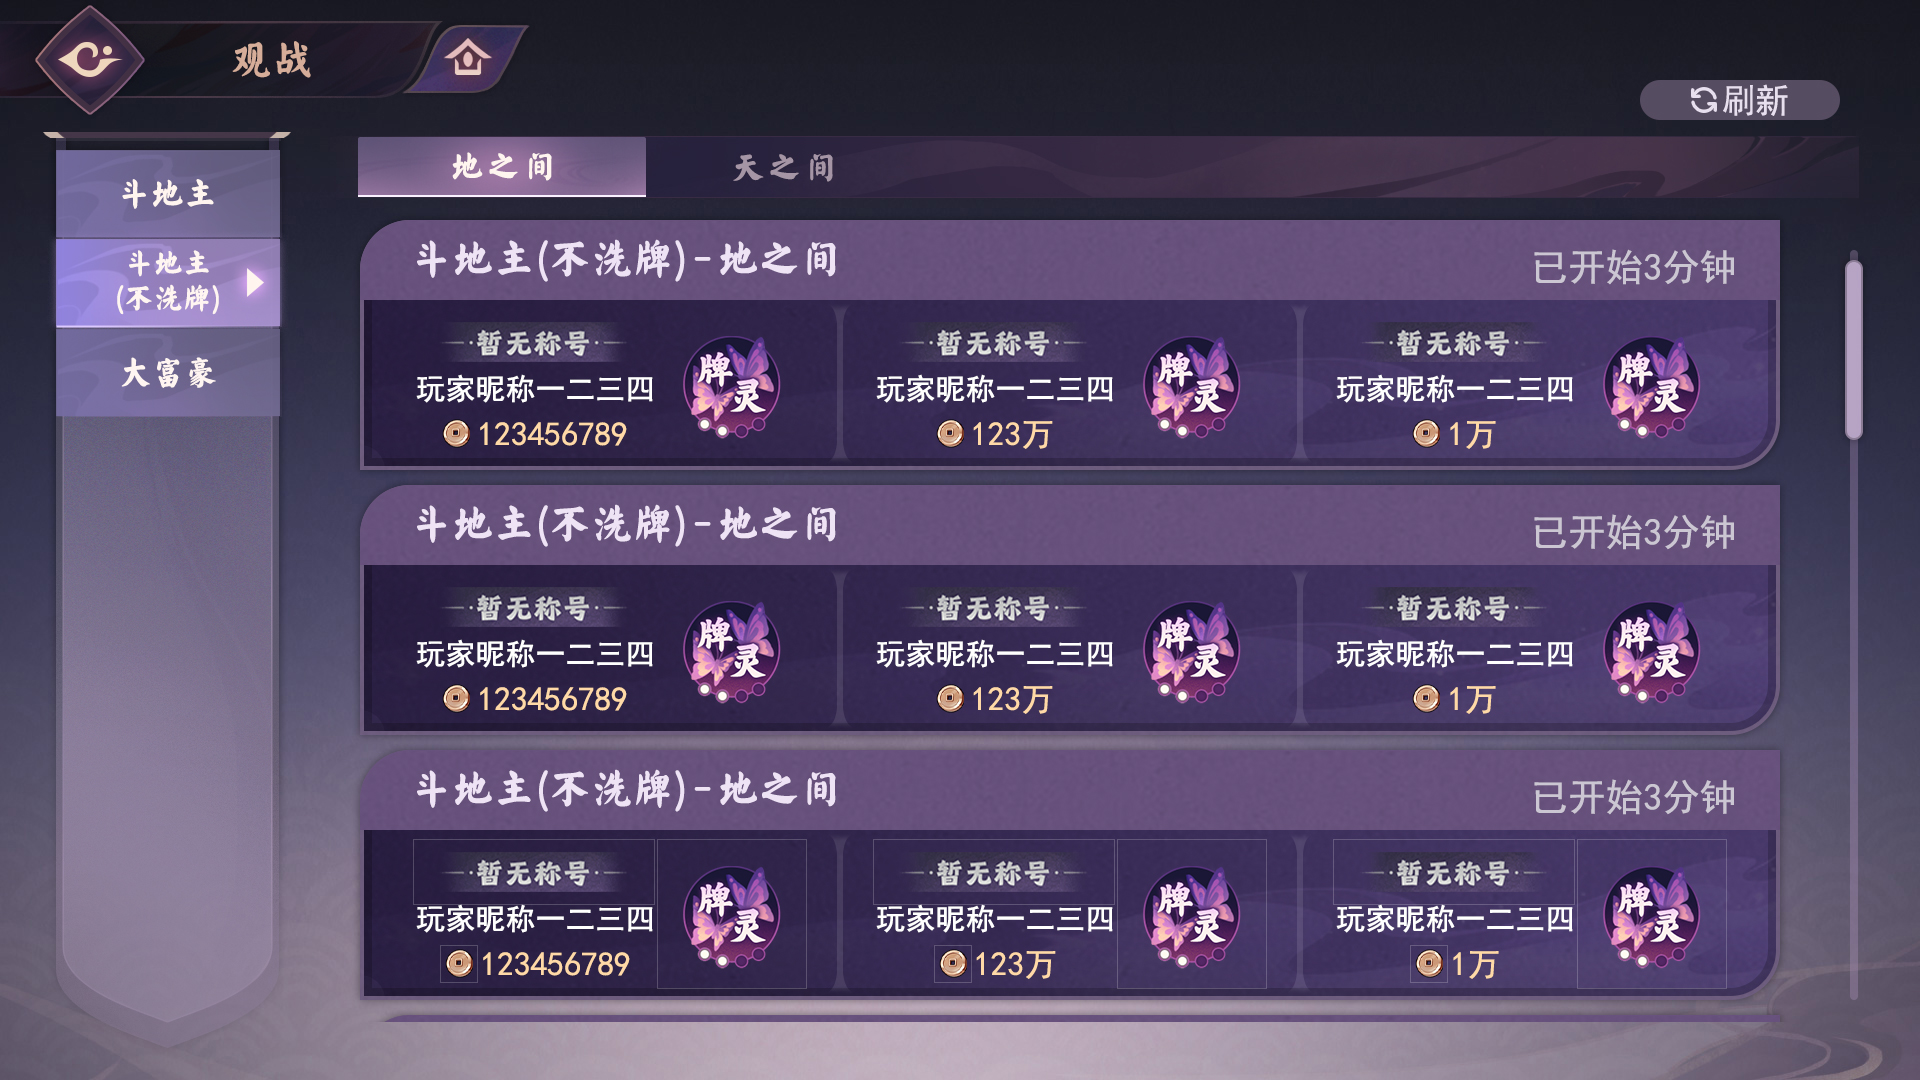 观战
刷新
斗地主
斗地主
(不洗牌)
大富豪
地之间
天之间
斗地主(不洗牌)-地之间
已开始3分钟
暂无称号
玩家昵称一二三四
123456789
牌灵
暂无称号
玩家昵称一二三四
123万
牌灵
暂无称号
玩家昵称一二三四
1万
牌灵
斗地主(不洗牌)-地之间
已开始3分钟
暂无称号
玩家昵称一二三四
123456789
牌灵
暂无称号
玩家昵称一二三四
123万
牌灵
暂无称号
玩家昵称一二三四
1万
牌灵
斗地主(不洗牌)-地之间
已开始3分钟
暂无称号
玩家昵称一二三四
123456789
牌灵
暂无称号
玩家昵称一二三四
123万
牌灵
暂无称号
玩家昵称一二三四
1万
牌灵